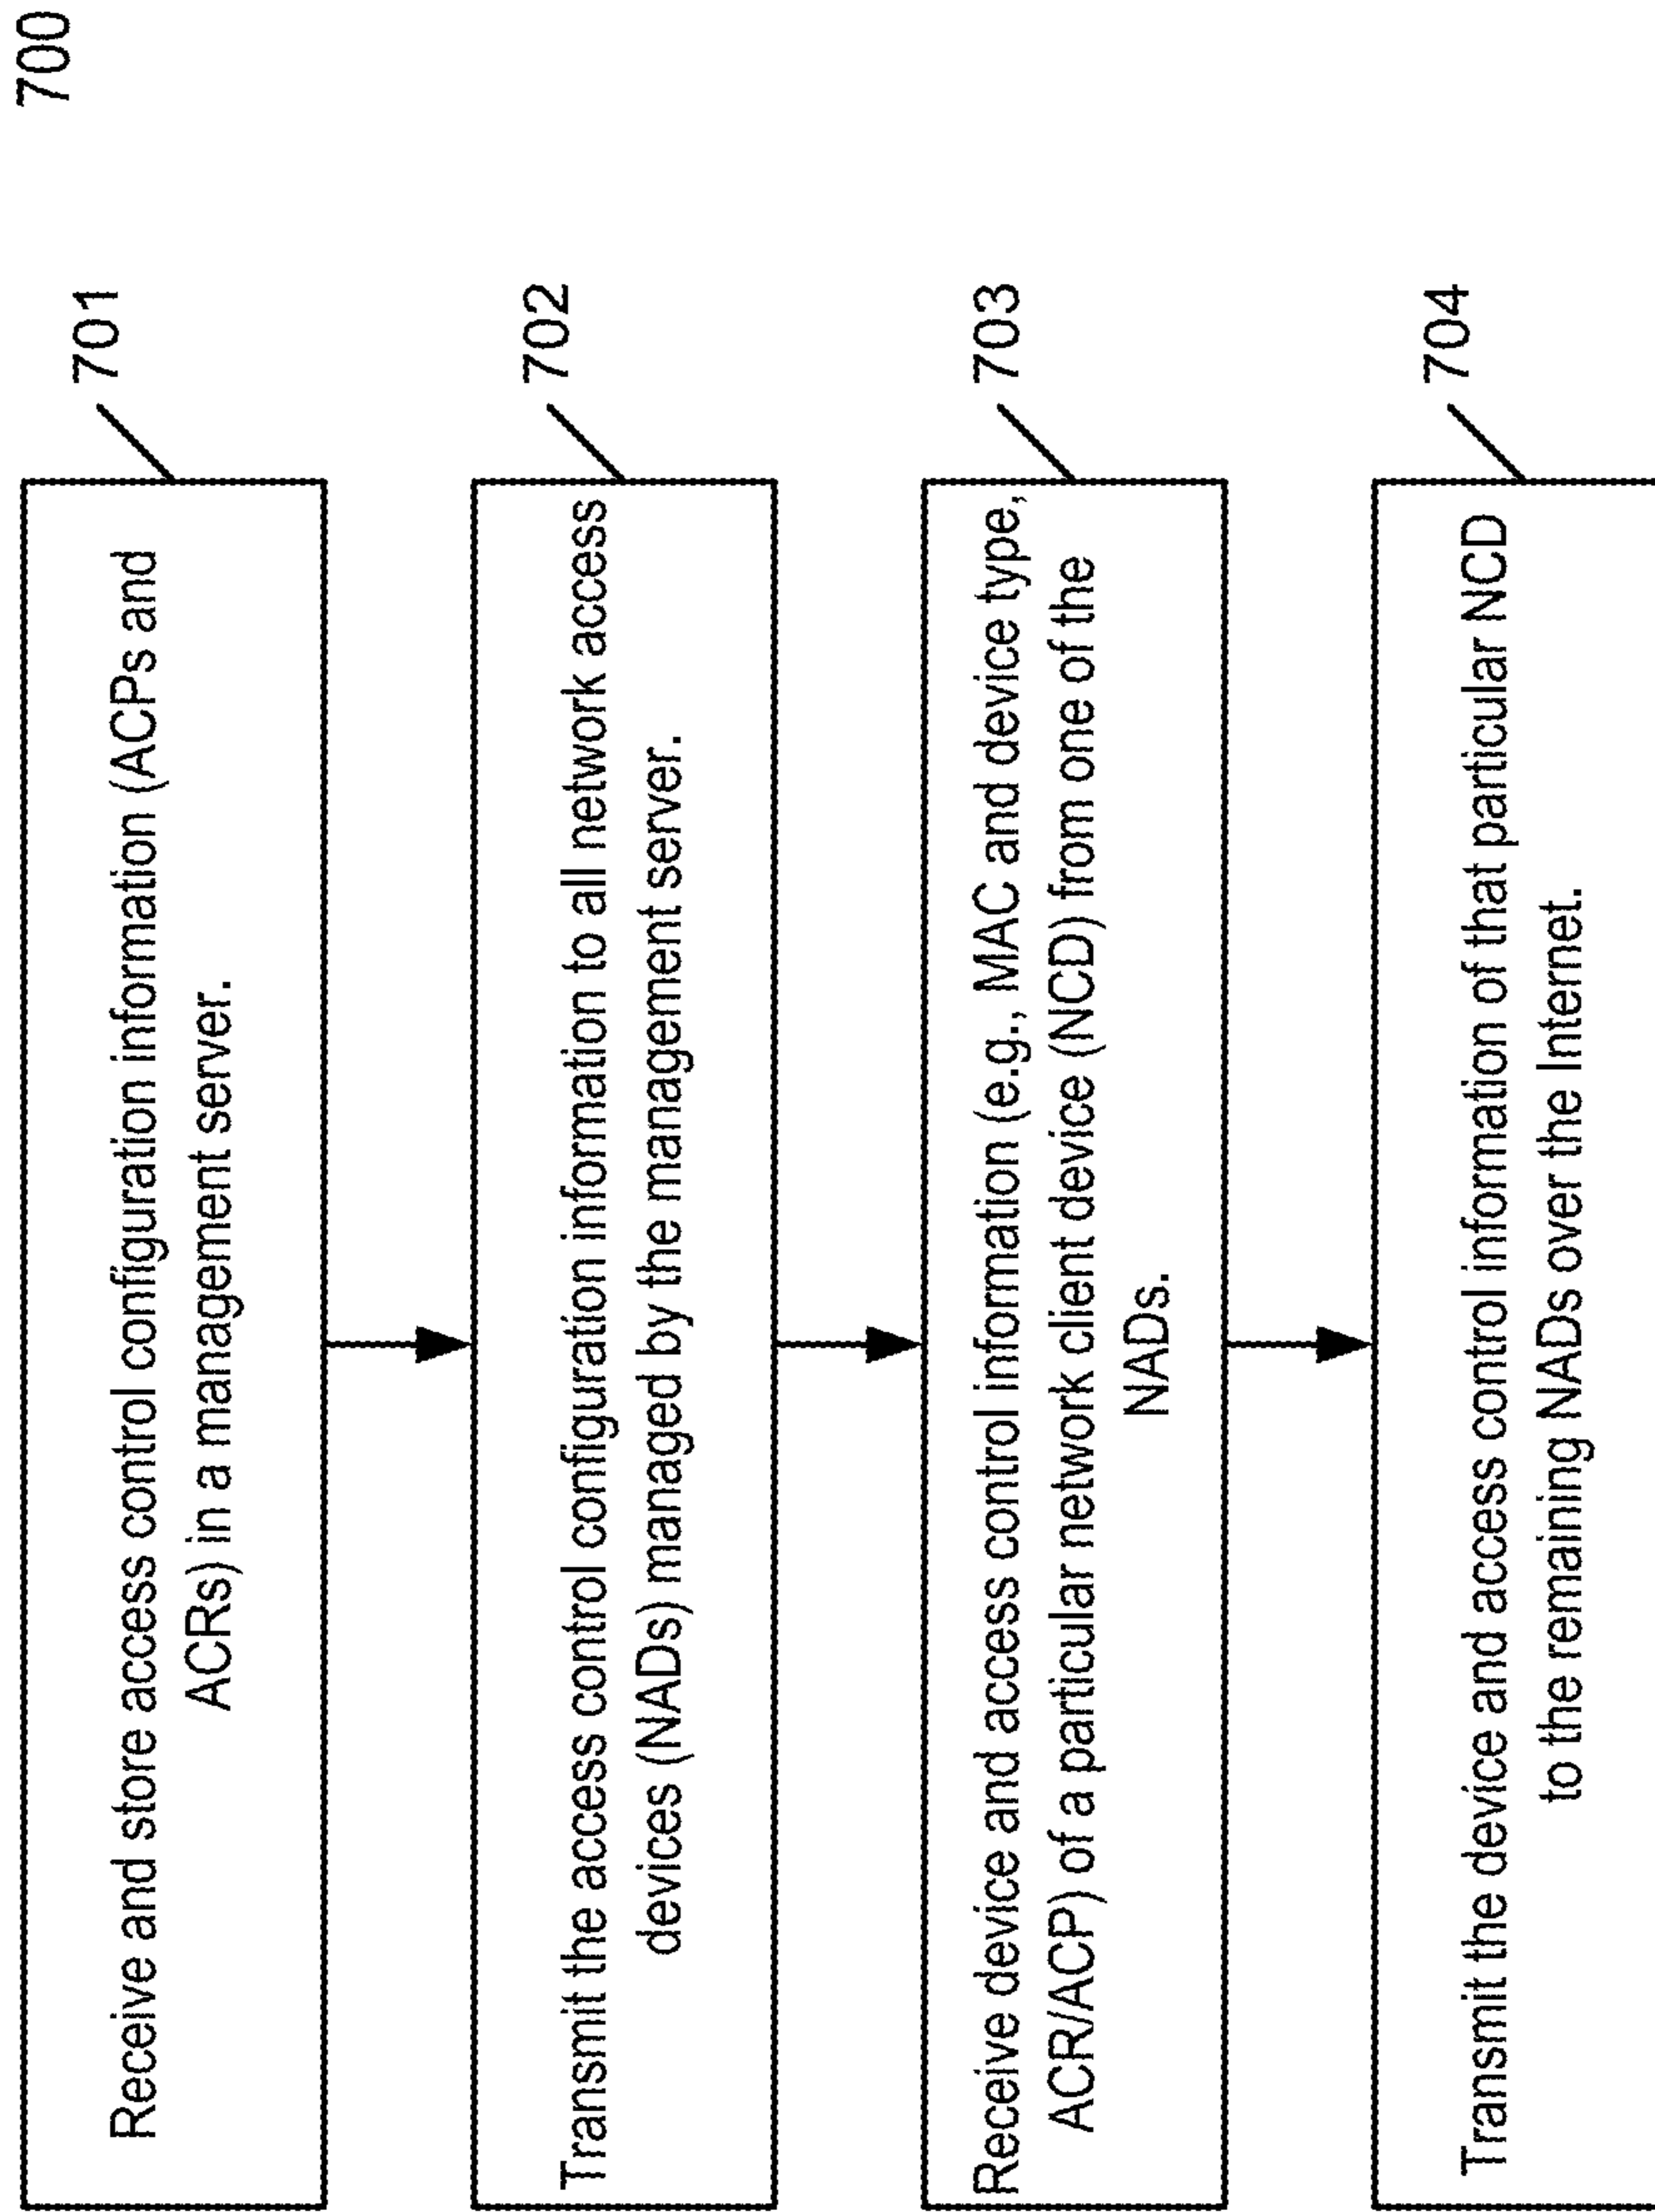 700
701
Receive and store access control configuration information (ACPs and
ACRs) in a management server.
702
Transmit the access control configuration information to all network access
devices (NADs) managed by the management server.
703
Receive device and access control information (e.g., MAC and device type,
ACR/ACP) of a particular network client device (NCD) from one of the
NADs.
704
Transmit the device and access control information of that particular NCD
to the remaining NADs over the Internet.